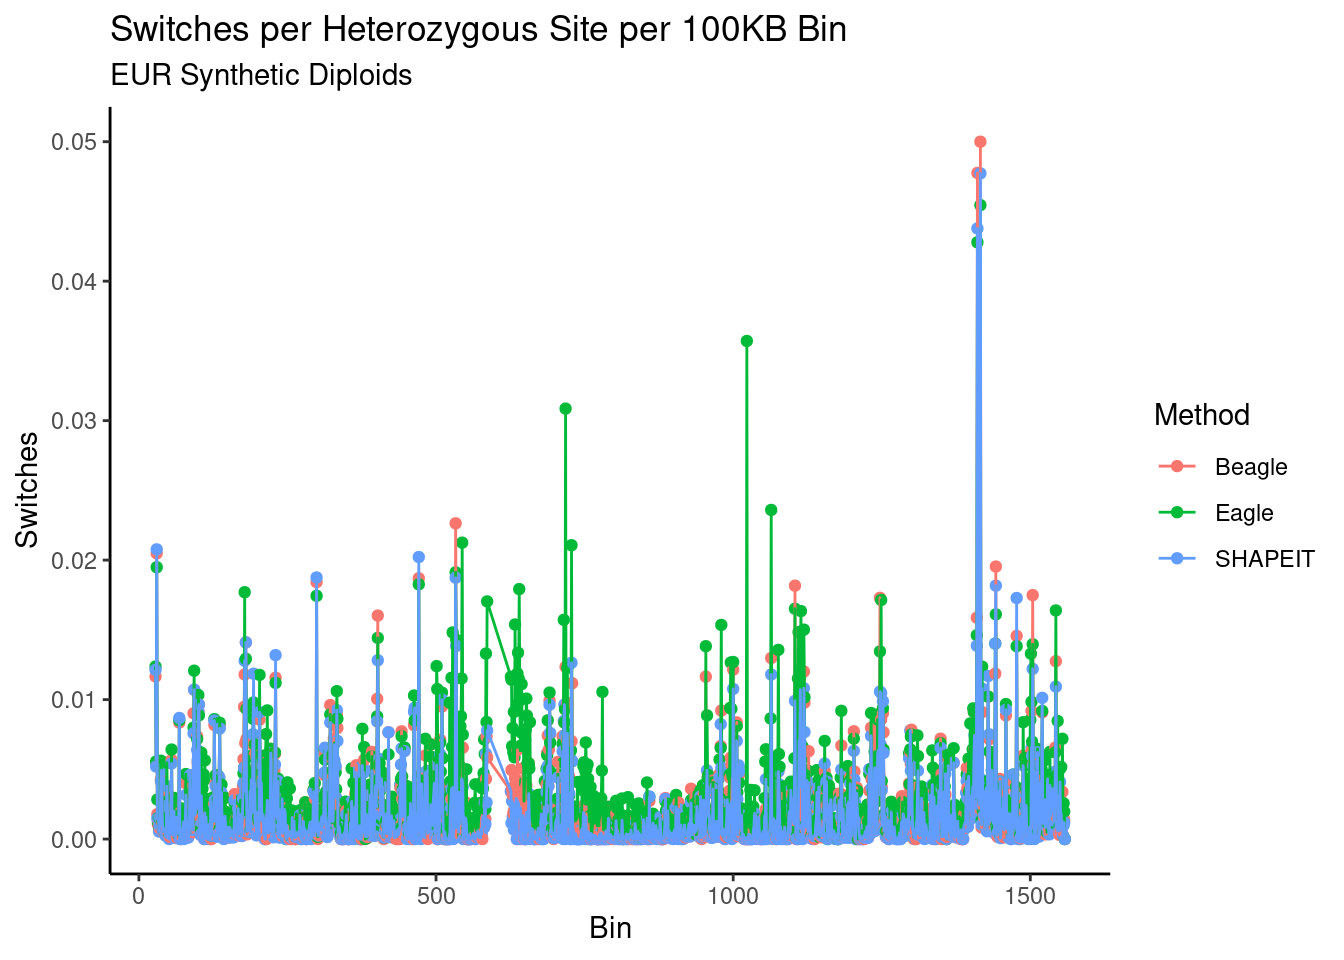 Switches per Heterozygous Site per 100KB Bin
EUR Synthetic Diploids
0.05
0.04
0.03
0.02
0.01
0.00
Switches
0
500
1000
1500
Bin
Method
Beagle
Eagle
SHAPEIT